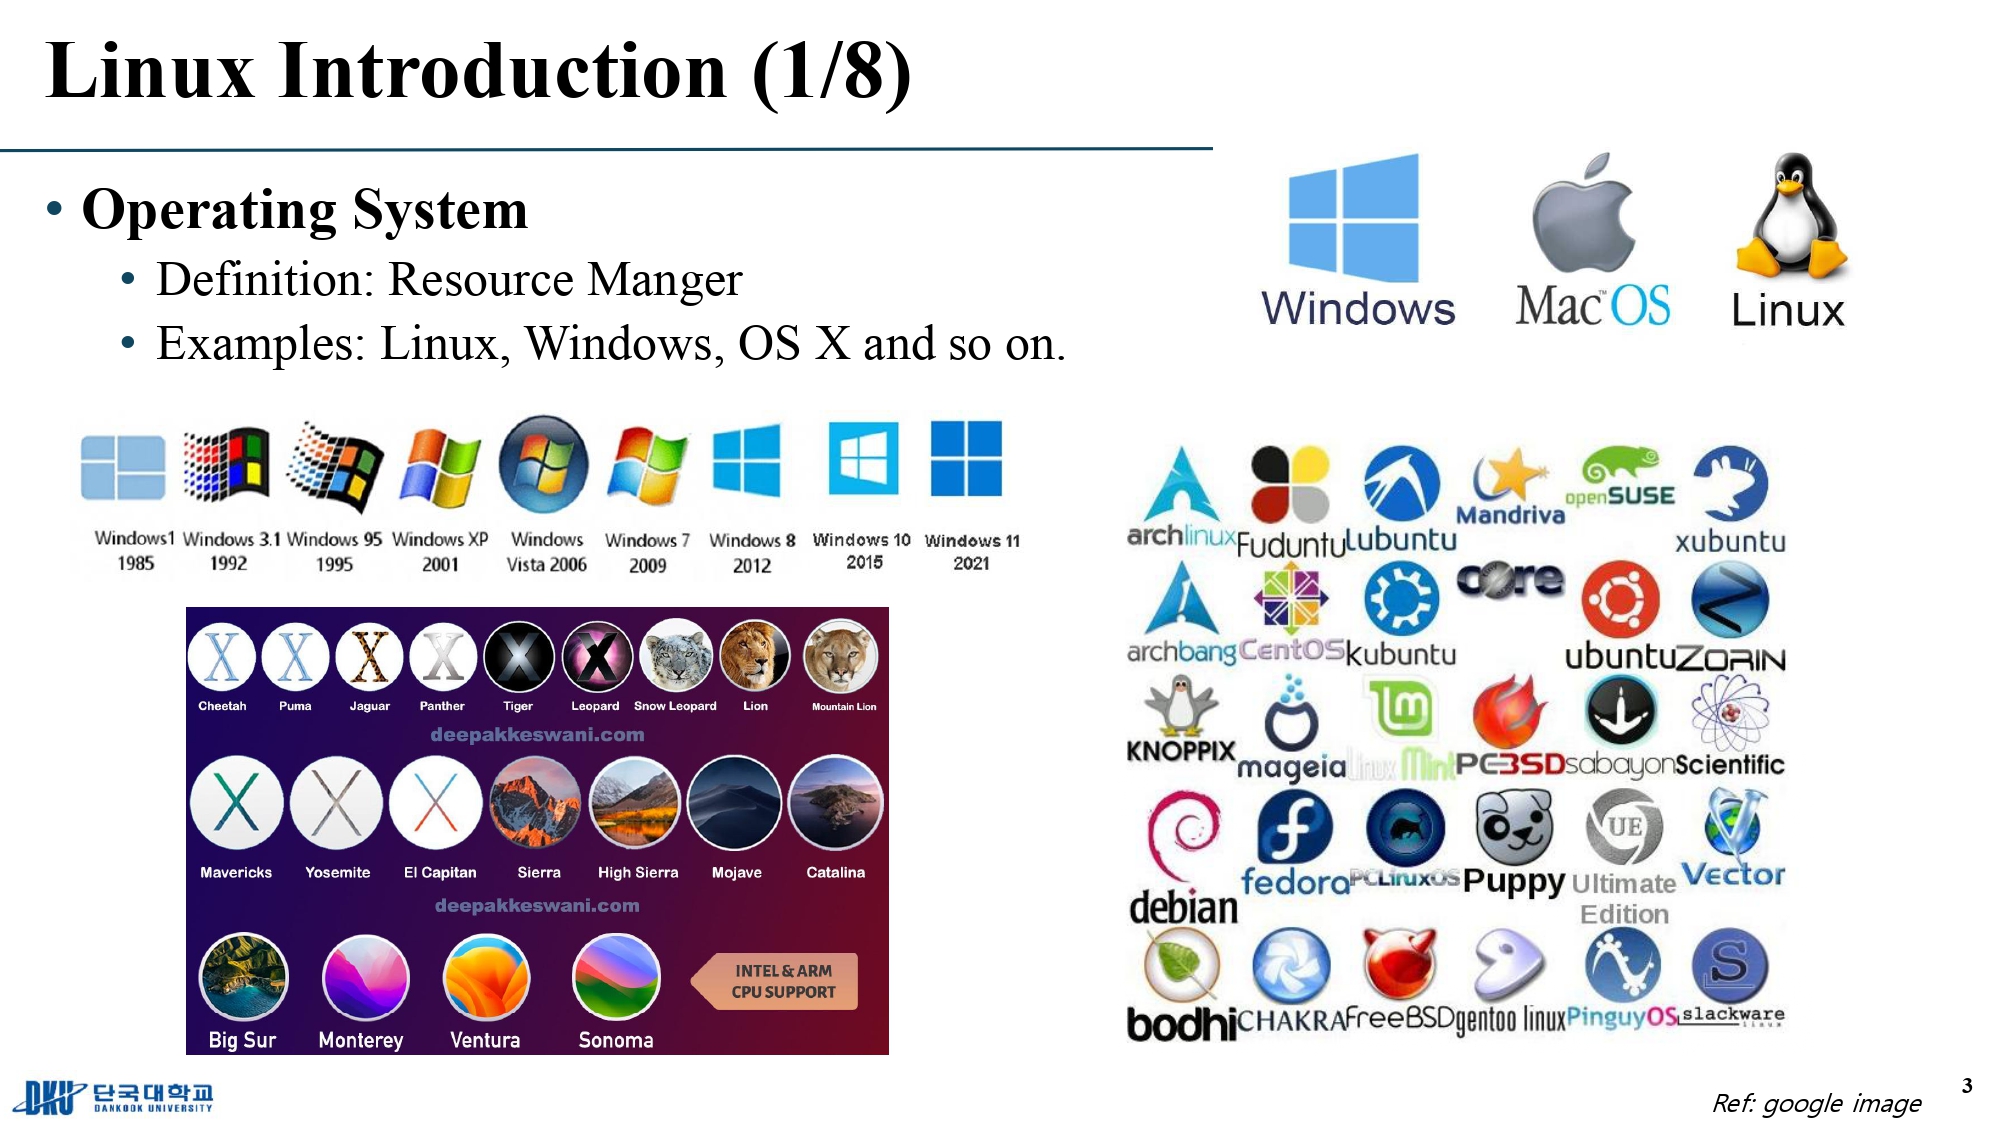 Linux Introduction (1/8)
• Operating System
• Definition: Resource Manger
• Examples: Linux, Windows, OS X and so on.
Windows
Mac™OS
Linux
Windows1 Windows 3.1 Windows 95 Windows XP Windows Windows 7 Windows 8 Windows 10 Windows 11
1985 1992 1995 2001 Vista 2006 2009 2012 2015 2021
Cheetah Puma Jaguar Panther Tiger Leopard Snow Leopard Lion Mountain Lion
deepakkeswani.com
Mavericks Yosemite El Capitan Sierra High Sierra Mojave Catalina
deepakkeswani.com
INTEL & ARM
CPU SUPPORT
Big Sur Monterey Ventura Sonoma
archlinux Fuduntu Lubuntu Mandriva openSUSE xubuntu
archbang CentOS kubuntu core ubuntu ZORIN
KNOPPIX mageia Linux Mint PCBSD sabayon Scientific
UE
debian fedora PCLinuxOS Puppy Ultimate Vector
Edition
S
bodhi CHAKRA FreeBSD gentoo linux PinguyOS slackware
linux
DKU 단국대학교
DANKOOK UNIVERSITY
Ref: google image
3